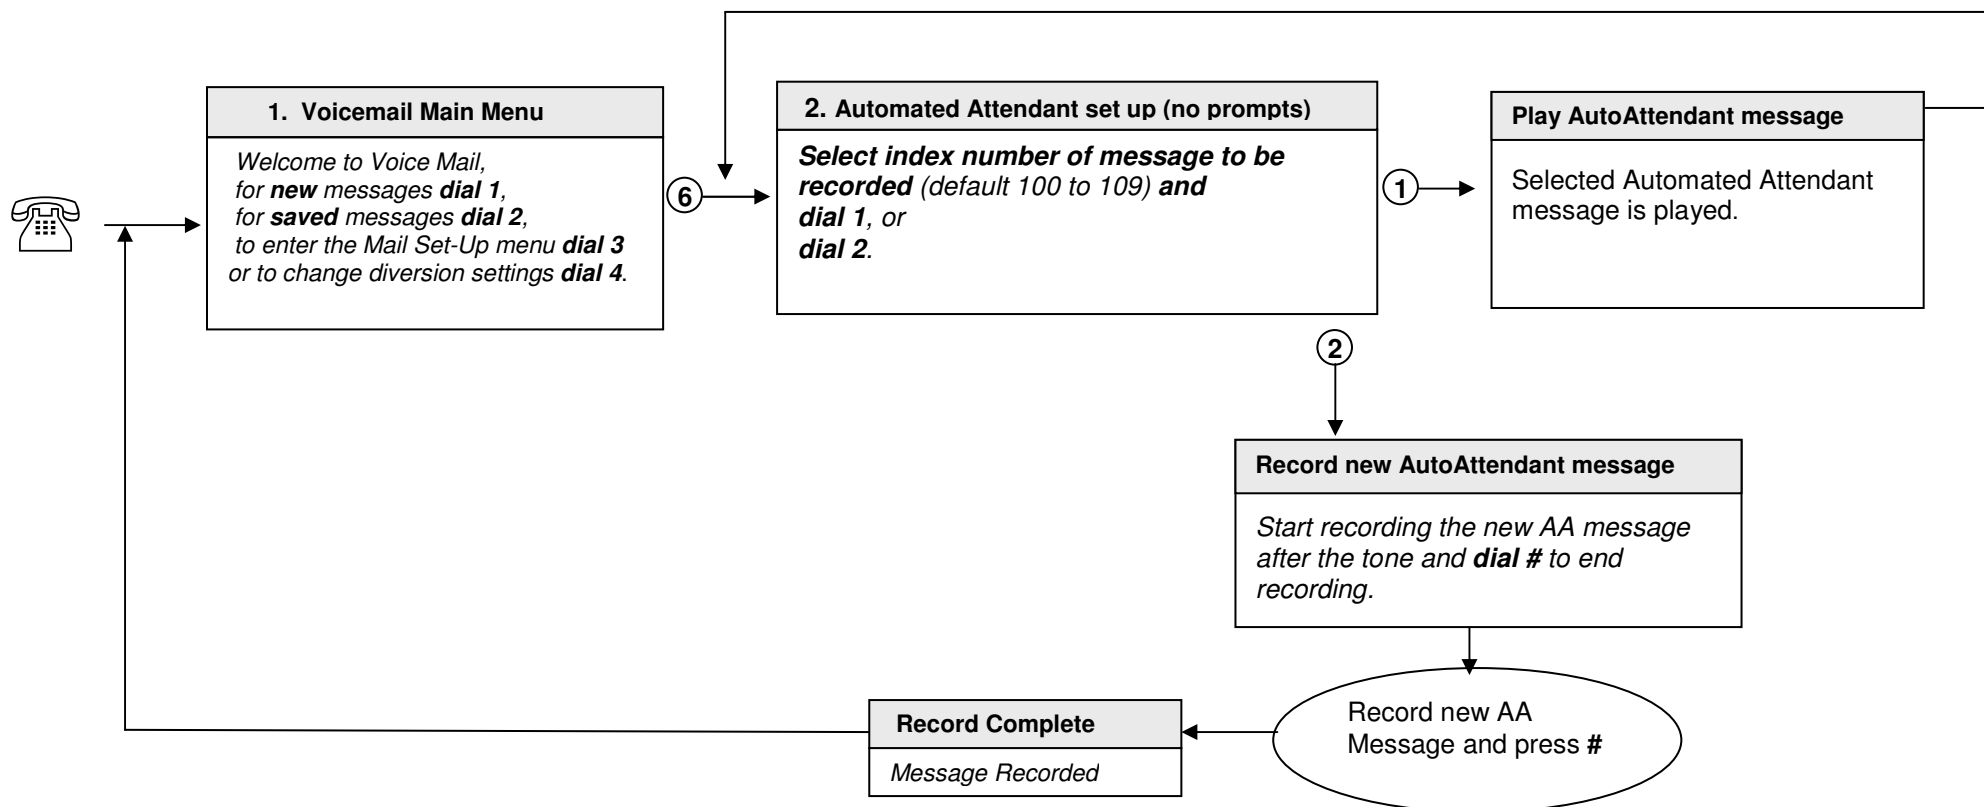 1. Voicemail Main Menu
Welcome to Voice Mail,
for new messages dial 1,
for saved messages dial 2,
to enter the Mail Set-Up menu dial 3
or to change diversion settings dial 4.
6
2. Automated Attendant set up (no prompts)
Select index number of message to be
recorded (default 100 to 109) and
dial 1, or
dial 2.
1
Play AutoAttendant message
Selected Automated Attendant
message is played.
2
Record new AutoAttendant message
Start recording the new AA message
after the tone and dial # to end
recording.
Record new AA
Message and press #
Record Complete
Message Recorded